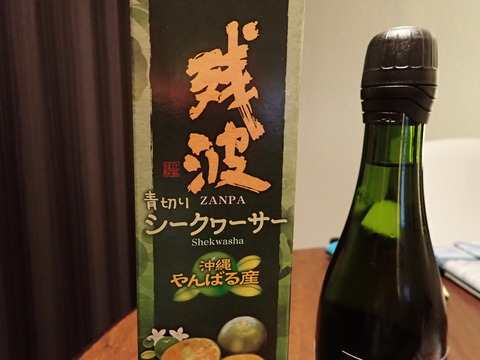 残波
ZANPA
青切り
シークヮーサー
Shekwasha
沖縄
やんばる産